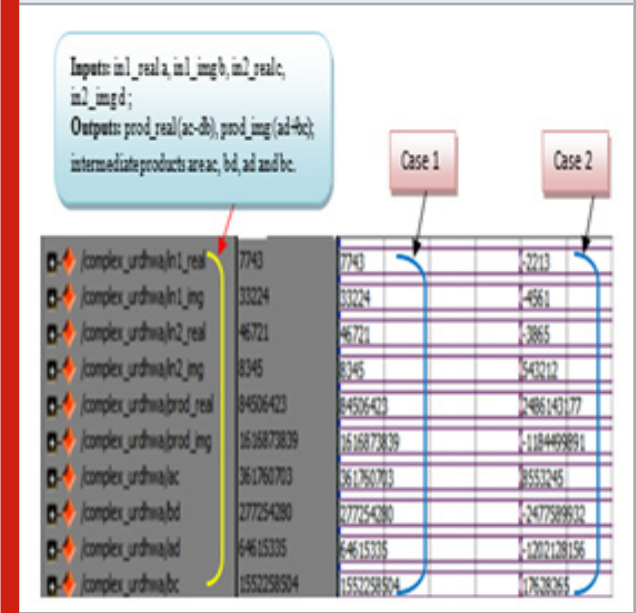 Inputs: in1_real a, in1_img b, in2_real c,
in2_img d ;
Outputs: prod_real (ac-db), prod_img (ad+bc);
intermediate products are ac, bd, ad and bc.
Case 1
Case 2
/complex_urdhwa/in1_real 7743 7743 -2213
/complex_urdhwa/in1_img 33224 33224 -4561
/complex_urdhwa/in2_real 46721 46721 -3865
/complex_urdhwa/in2_img 8345 8345 543212
/complex_urdhwa/prod_real 84506423 84506423 2486143177
/complex_urdhwa/prod_img 1616873839 1616873839 -1184499891
/complex_urdhwa/ac 361760703 361760703 8553245
/complex_urdhwa/bd 277254280 277254280 -2477589932
/complex_urdhwa/ad 64615335 64615335 -1202128156
/complex_urdhwa/bc 1552258504 1552258504 17628265